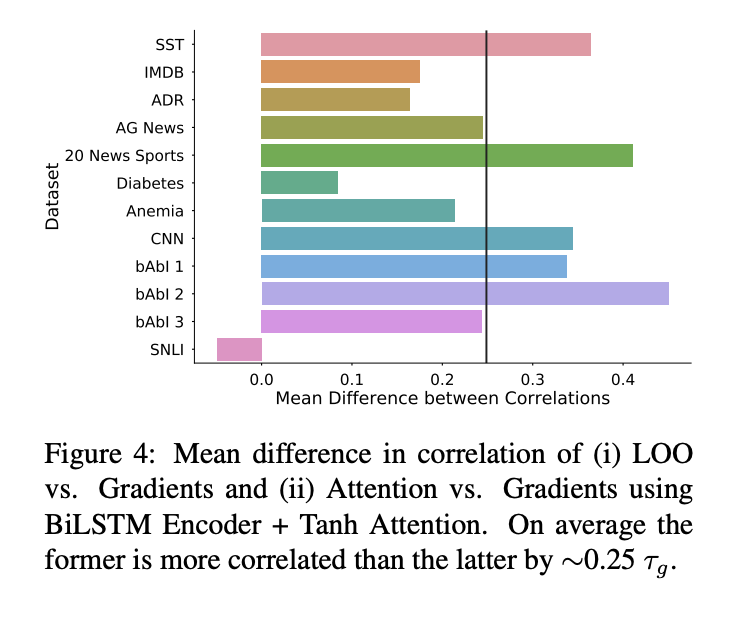 SST
IMDB
ADR
AG News
20 News Sports
Diabetes
Anemia
CNN
bAbI 1
bAbI 2
bAbI 3
SNLI
Dataset
0.0 0.1 0.2 0.3 0.4
Mean Difference between Correlations
Figure 4: Mean difference in correlation of (i) LOO
vs. Gradients and (ii) Attention vs. Gradients using
BiLSTM Encoder + Tanh Attention. On average the
former is more correlated than the latter by ∼0.25 τg.